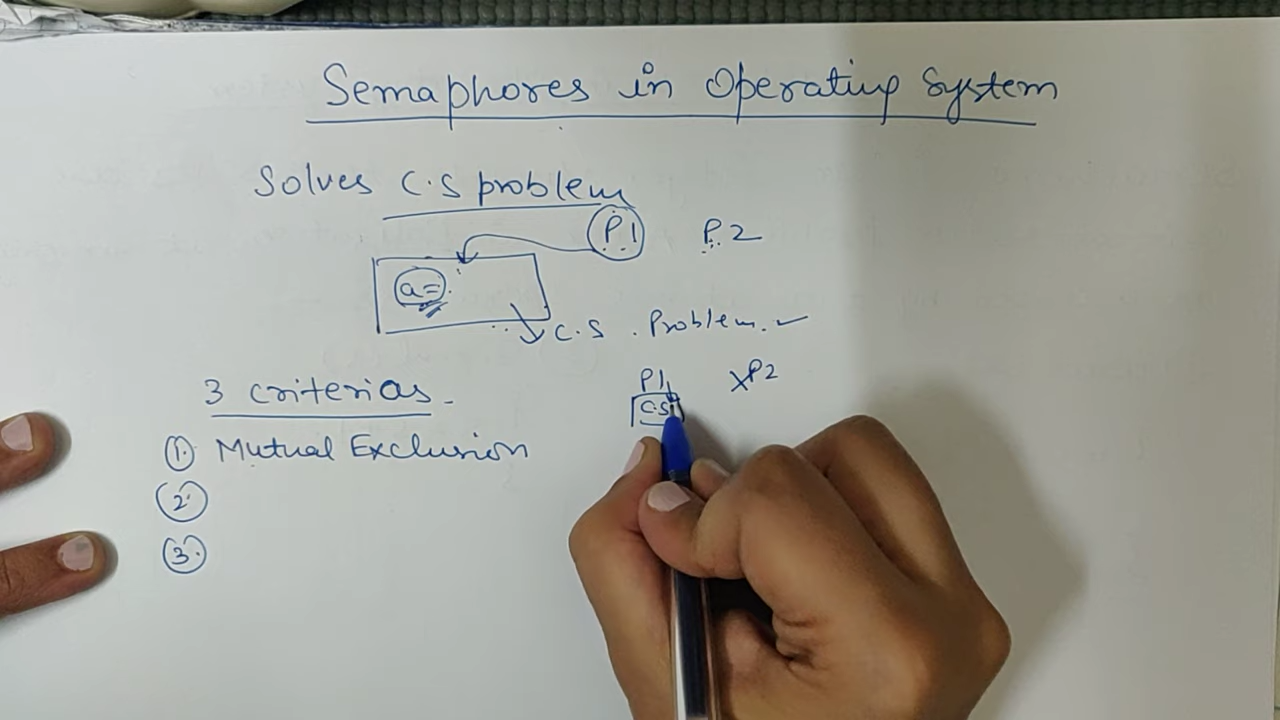 Semaphores in Operating System
Solves C.S problem
P1 P2
a=
C.S. Problem.
3 criterias
P1 P2
C.S
1. Mutual Exclusion
2.
3.